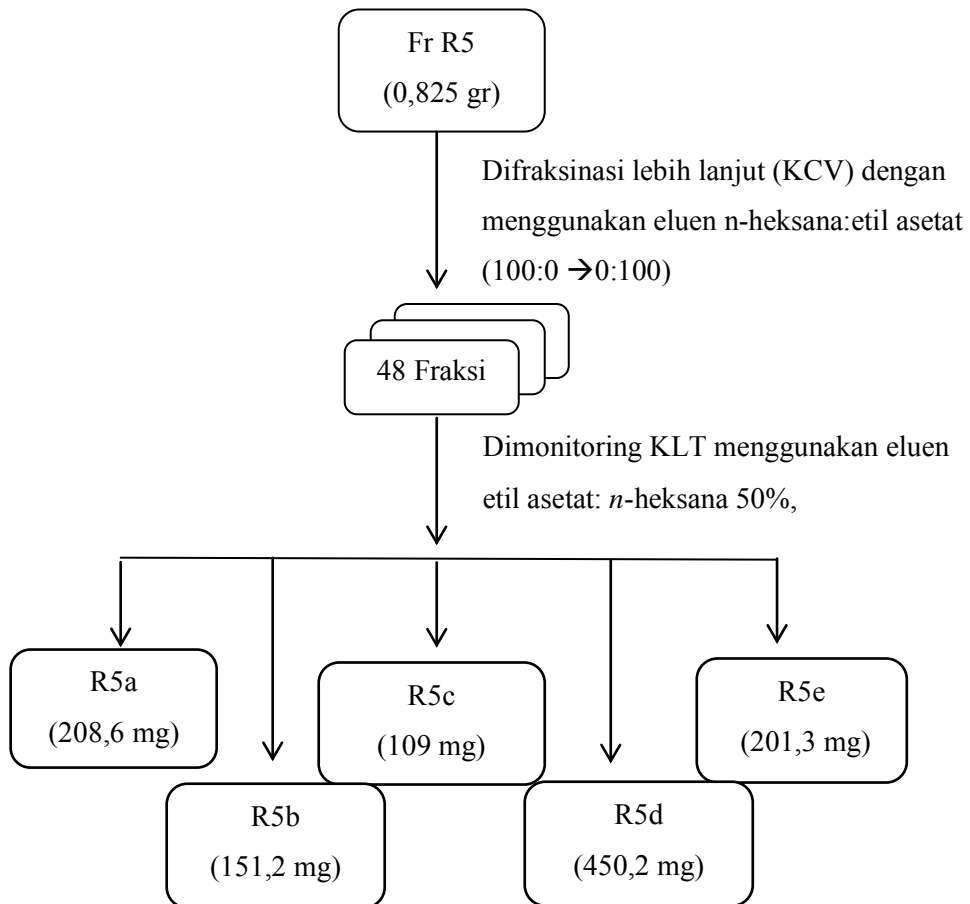 Fr R5
(0,825 gr)
Difraksinasi lebih lanjut (KCV) dengan
menggunakan eluen n-heksana:etil asetat
(100:0 →0:100)
48 Fraksi
Dimonitoring KLT menggunakan eluen
etil asetat: n-heksana 50%,
R5a
(208,6 mg)
R5b
(151,2 mg)
R5c
(109 mg)
R5d
(450,2 mg)
R5e
(201,3 mg)